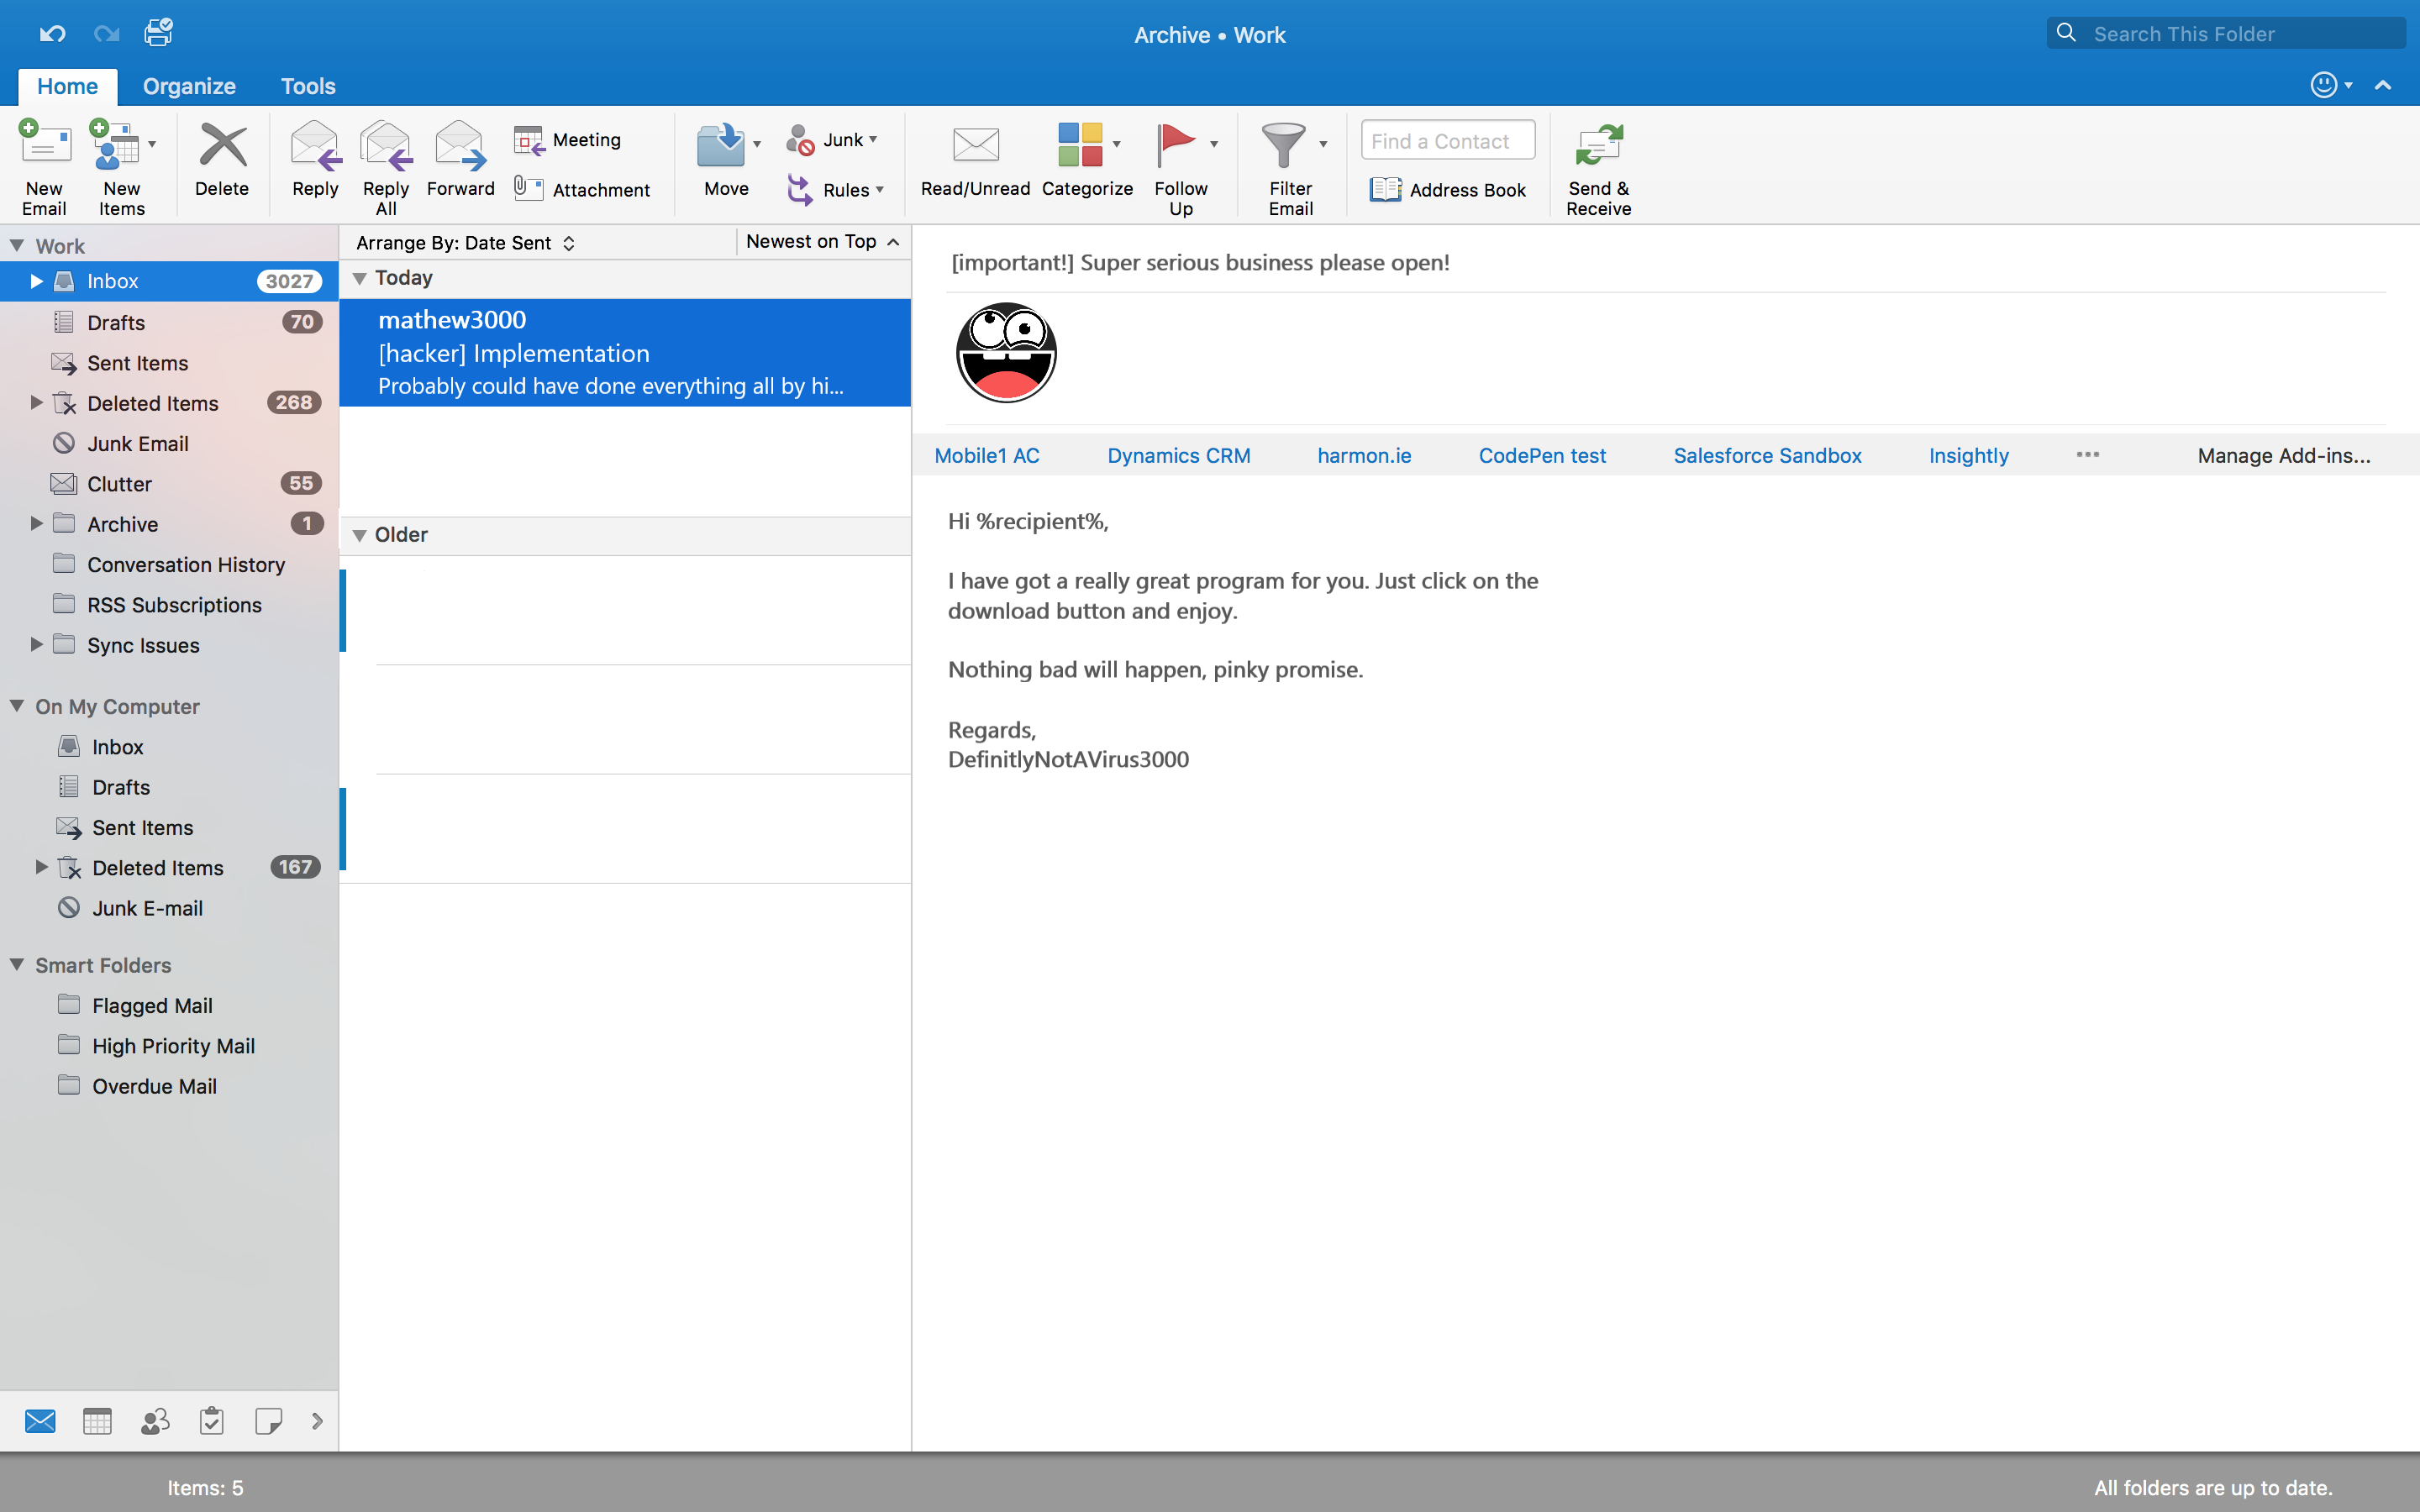 Archive • Work
Search This Folder
Home
Organize
Tools
New Email
New Items
Delete
Reply
Reply All
Forward
Meeting
Attachment
Move
Junk
Rules
Read/Unread
Categorize
Follow Up
Filter Email
Find a Contact
Address Book
Send & Receive
Work
Inbox 3027
Drafts 70
Sent Items
Deleted Items 268
Junk Email
Clutter 55
Archive 1
Conversation History
RSS Subscriptions
Sync Issues
On My Computer
Inbox
Drafts
Sent Items
Deleted Items 167
Junk E-mail
Smart Folders
Flagged Mail
High Priority Mail
Overdue Mail
Arrange By: Date Sent
Newest on Top
Today
mathew3000
[hacker] Implementation
Probably could have done everything all by hi...
Older
[important!] Super serious business please open!
Mobile1 AC
Dynamics CRM
harmon.ie
CodePen test
Salesforce Sandbox
Insightly
•••
Manage Add-ins...
Hi %recipient%,
I have got a really great program for you. Just click on the
download button and enjoy.
Nothing bad will happen, pinky promise.
Regards,
DefinitlyNotAVirus3000
Items: 5
All folders are up to date.